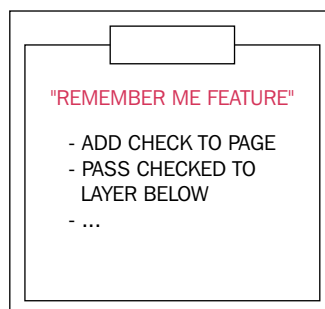 "REMEMBER ME FEATURE"
- ADD CHECK TO PAGE
- PASS CHECKED TO
LAYER BELOW
- ...